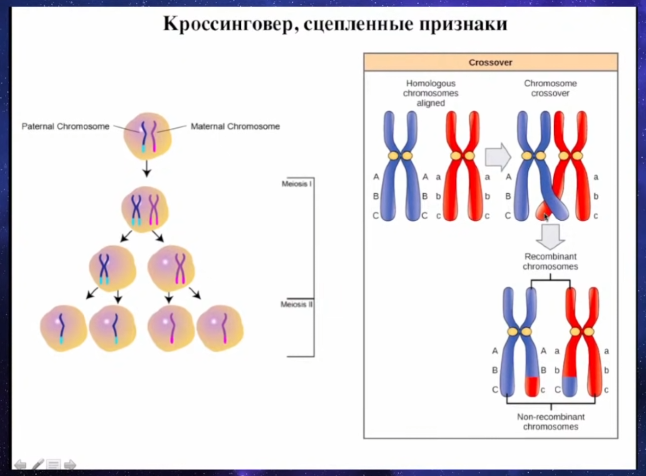 Кроссинговер, сцепленные признаки
Paternal Chromosome
Maternal Chromosome
Meiosis I
Meiosis II
Crossover
Homologous
chromosomes
aligned
Chromosome
crossover
A A a a A a
B B b b B b
C C c c C c
Recombinant
chromosomes
A A a a
B B b b
C c C c
Non-recombinant
chromosomes